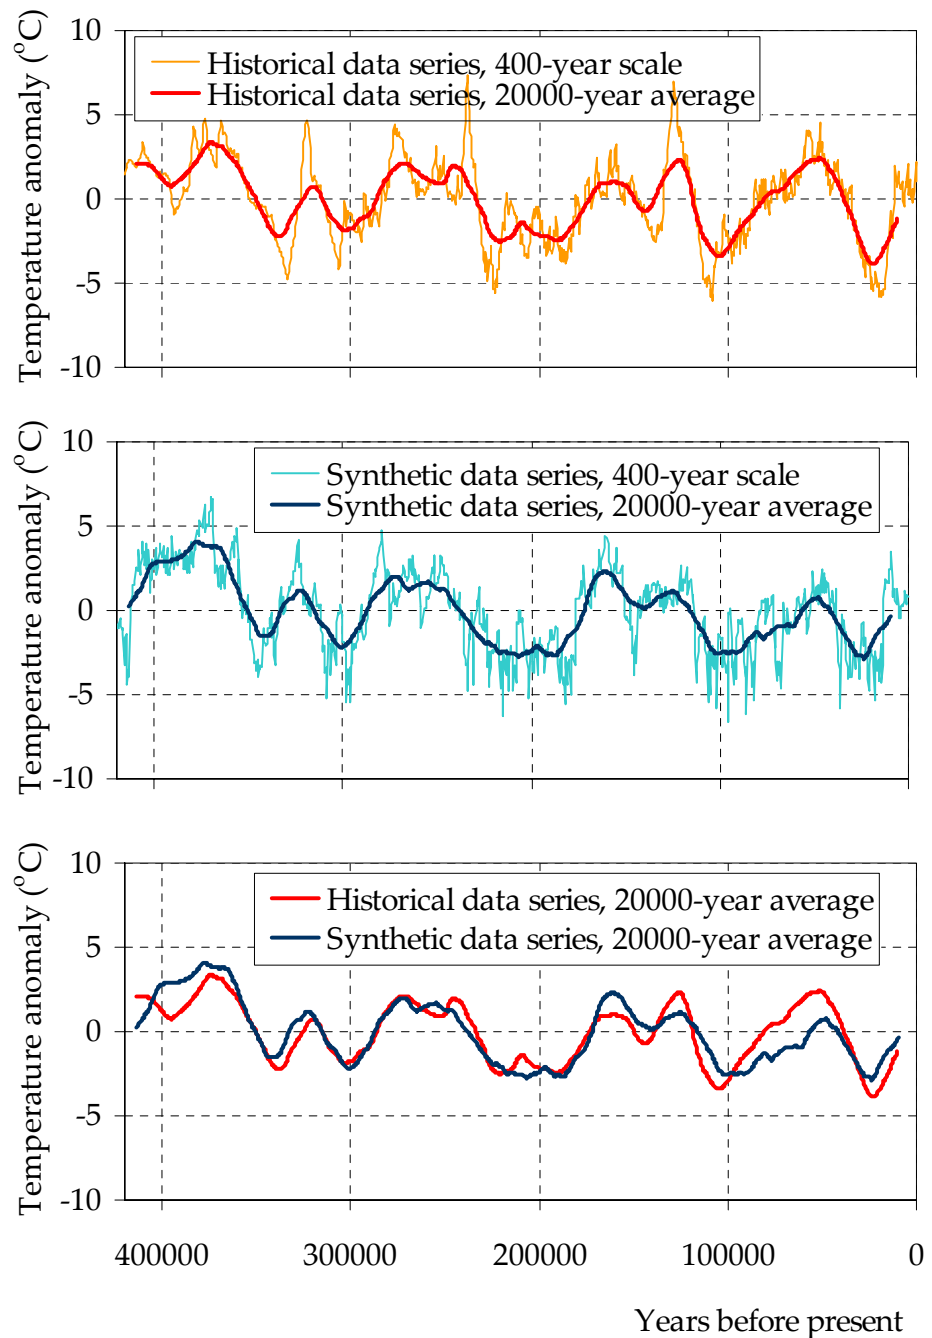 Temperature anomaly (°C)
10
5
0
-5
-10
Historical data series, 400-year scale
Historical data series, 20000-year average
Temperature anomaly (°C)
10
5
0
-5
-10
Synthetic data series, 400-year scale
Synthetic data series, 20000-year average
Temperature anomaly (°C)
10
5
0
-5
-10
Historical data series, 20000-year average
Synthetic data series, 20000-year average
400000 300000 200000 100000 0
Years before present